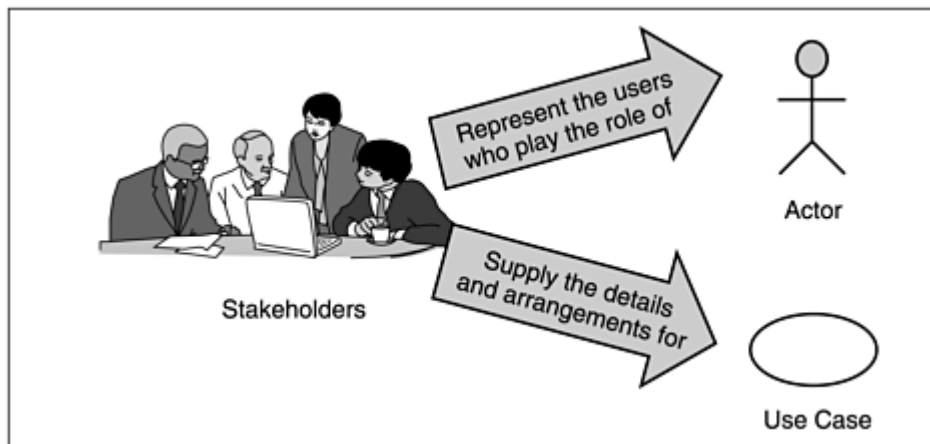 Represent the users
who play the role of
Actor
Stakeholders
Supply the details
and arrangements for
Use Case